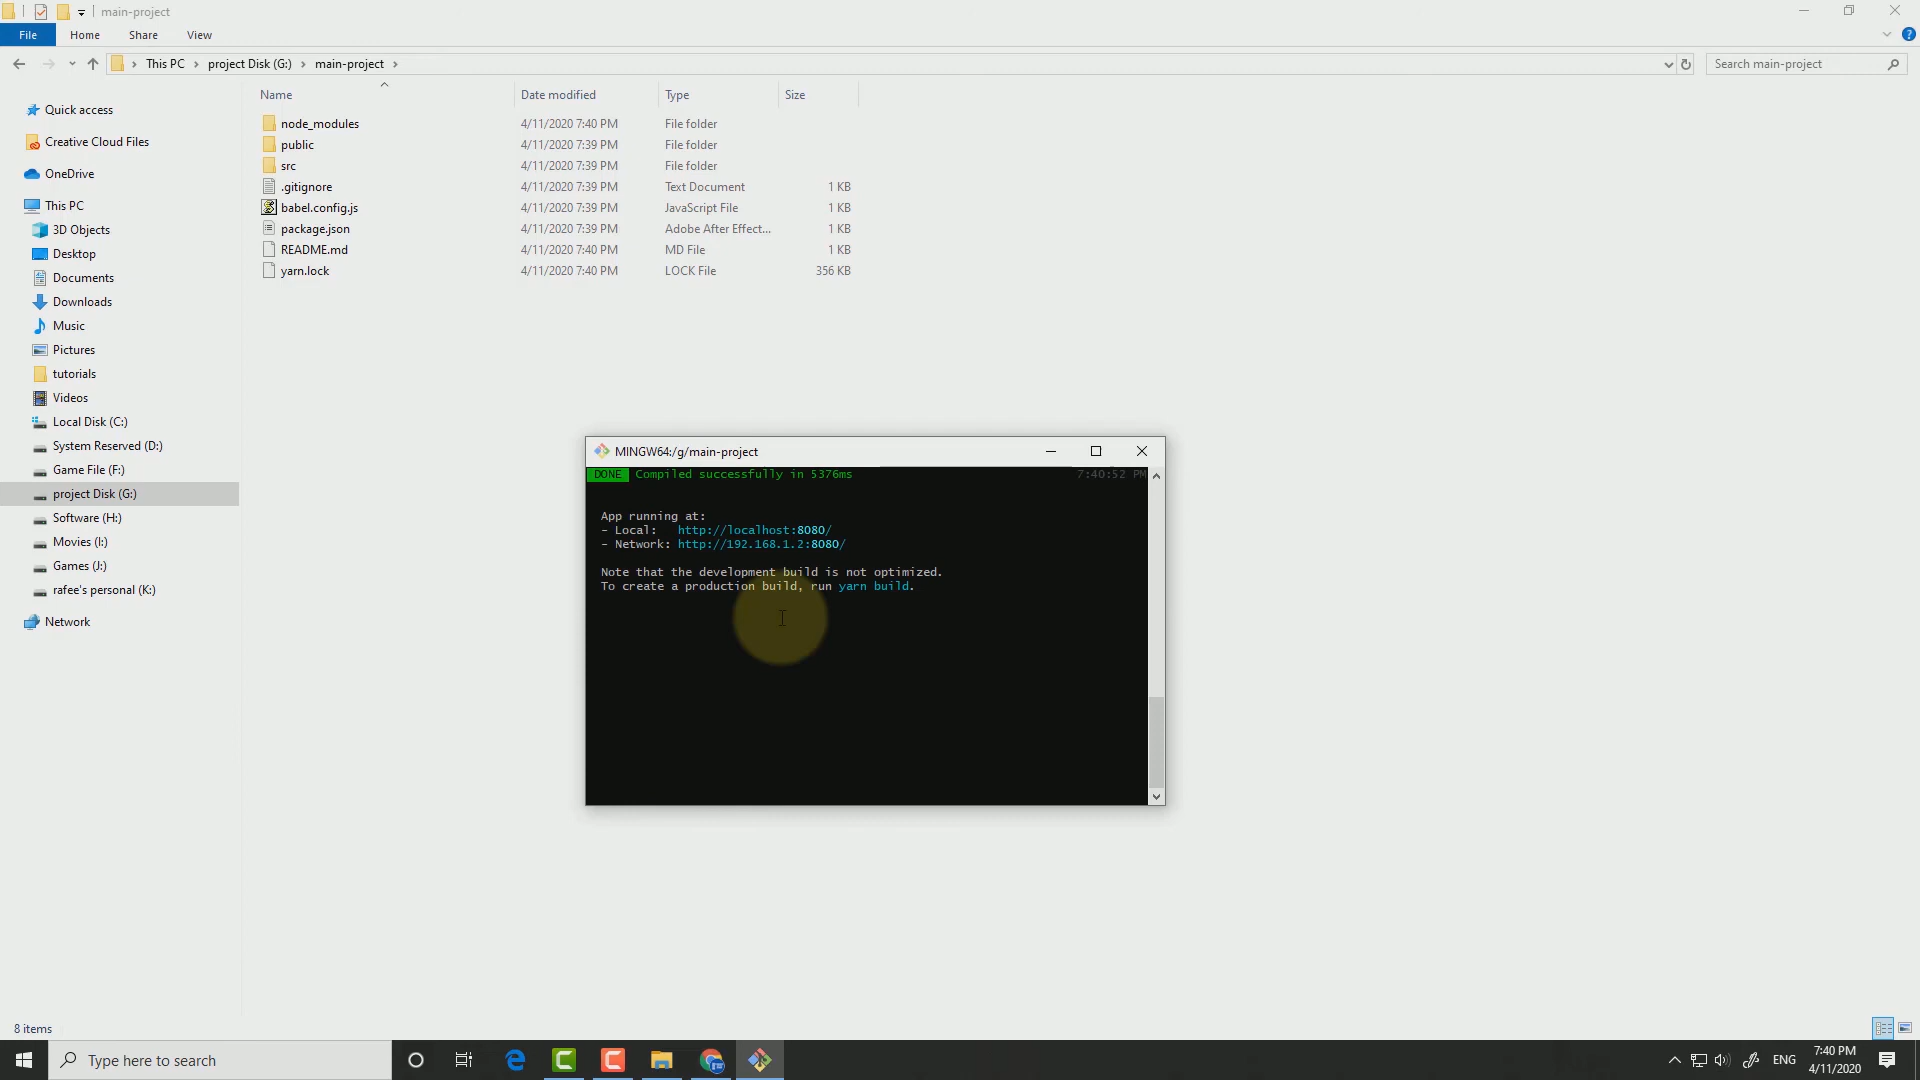 main-project
File Home Share View
This PC project Disk (G:) main-project
Search main-project
Name Date modified Type Size
node_modules 4/11/2020 7:40 PM File folder
public 4/11/2020 7:39 PM File folder
src 4/11/2020 7:39 PM File folder
.gitignore 4/11/2020 7:39 PM Text Document 1 KB
babel.config.js 4/11/2020 7:39 PM JavaScript File 1 KB
package.json 4/11/2020 7:39 PM Adobe After Effect... 1 KB
README.md 4/11/2020 7:40 PM MD File 1 KB
yarn.lock 4/11/2020 7:40 PM LOCK File 356 KB
Quick access
Creative Cloud Files
OneDrive
This PC
3D Objects
Desktop
Documents
Downloads
Music
Pictures
tutorials
Videos
Local Disk (C:)
System Reserved (D:)
Game File (F:)
project Disk (G:)
Software (H:)
Movies (I:)
Games (J:)
rafee's personal (K:)
Network
MINGW64:/g/main-project
DONE Compiled successfully in 5376ms 7:40:52 PM
App running at:
- Local: http://localhost:8080/
- Network: http://192.168.1.2:8080/
Note that the development build is not optimized.
To create a production build, run yarn build.
8 items
Type here to search
ENG
7:40 PM
4/11/2020